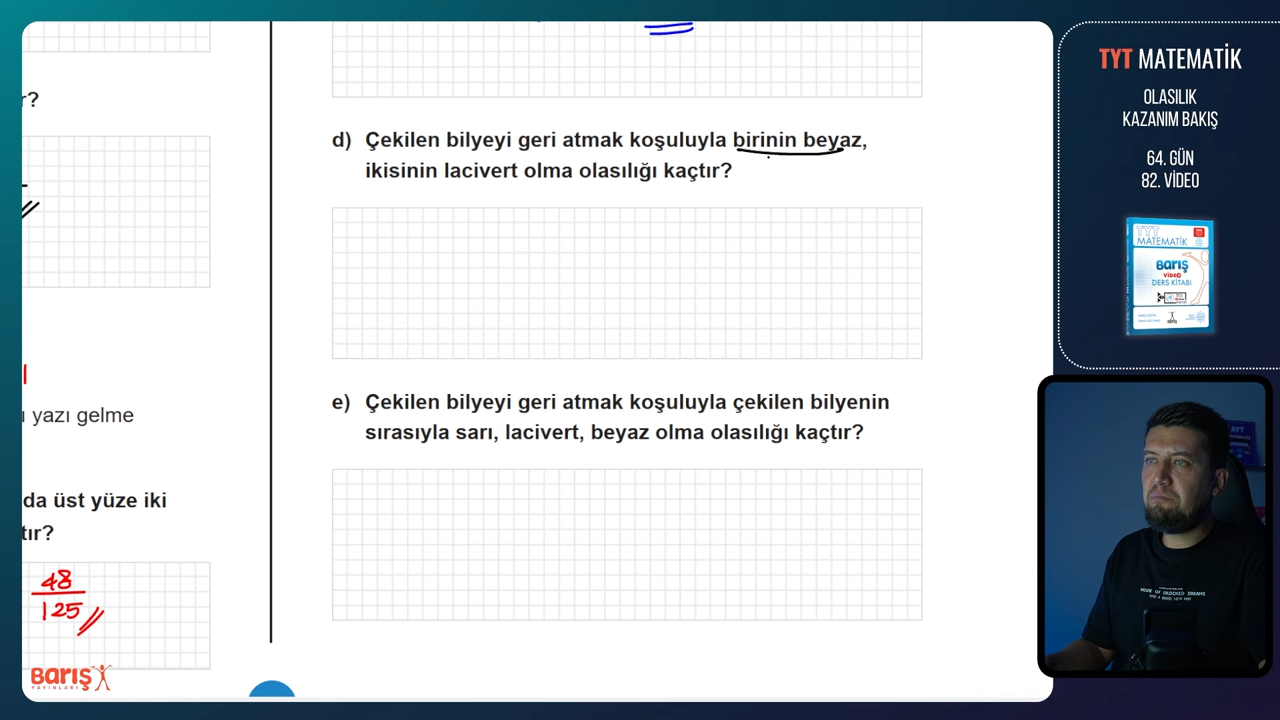 r?
ı yazı gelme
da üst yüze iki
tır?
48
125
BARIŞ
YAYINLARI
d) Çekilen bilyeyi geri atmak koşuluyla birinin beyaz,
ikisinin lacivert olma olasılığı kaçtır?
e) Çekilen bilyeyi geri atmak koşuluyla çekilen bilyenin
sırasıyla sarı, lacivert, beyaz olma olasılığı kaçtır?
TYT MATEMATİK
OLASILIK
KAZANIM BAKIŞ
64. GÜN
82. VİDEO
TYT
MATEMATİK
BARIŞ
VİDEO
DERS KİTABI